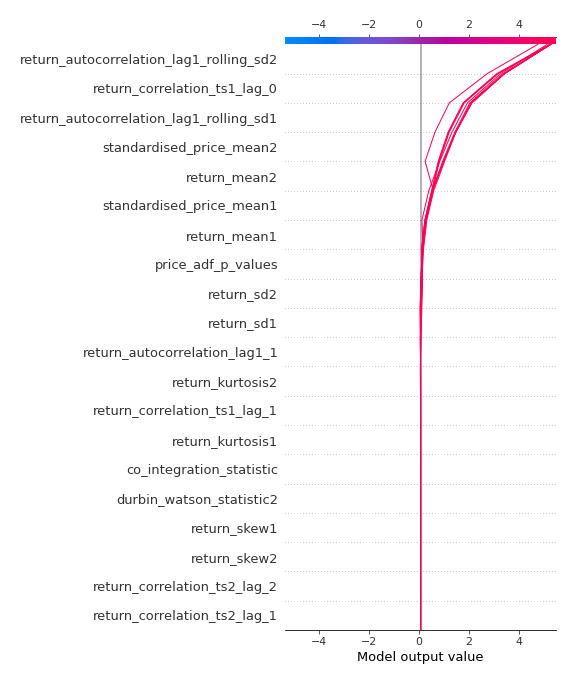 −4 −2 0 2 4
return_autocorrelation_lag1_rolling_sd2
return_correlation_ts1_lag_0
return_autocorrelation_lag1_rolling_sd1
standardised_price_mean2
return_mean2
standardised_price_mean1
return_mean1
price_adf_p_values
return_sd2
return_sd1
return_autocorrelation_lag1_1
return_kurtosis2
return_correlation_ts1_lag_1
return_kurtosis1
co_integration_statistic
durbin_watson_statistic2
return_skew1
return_skew2
return_correlation_ts2_lag_2
return_correlation_ts2_lag_1
−4 −2 0 2 4
Model output value